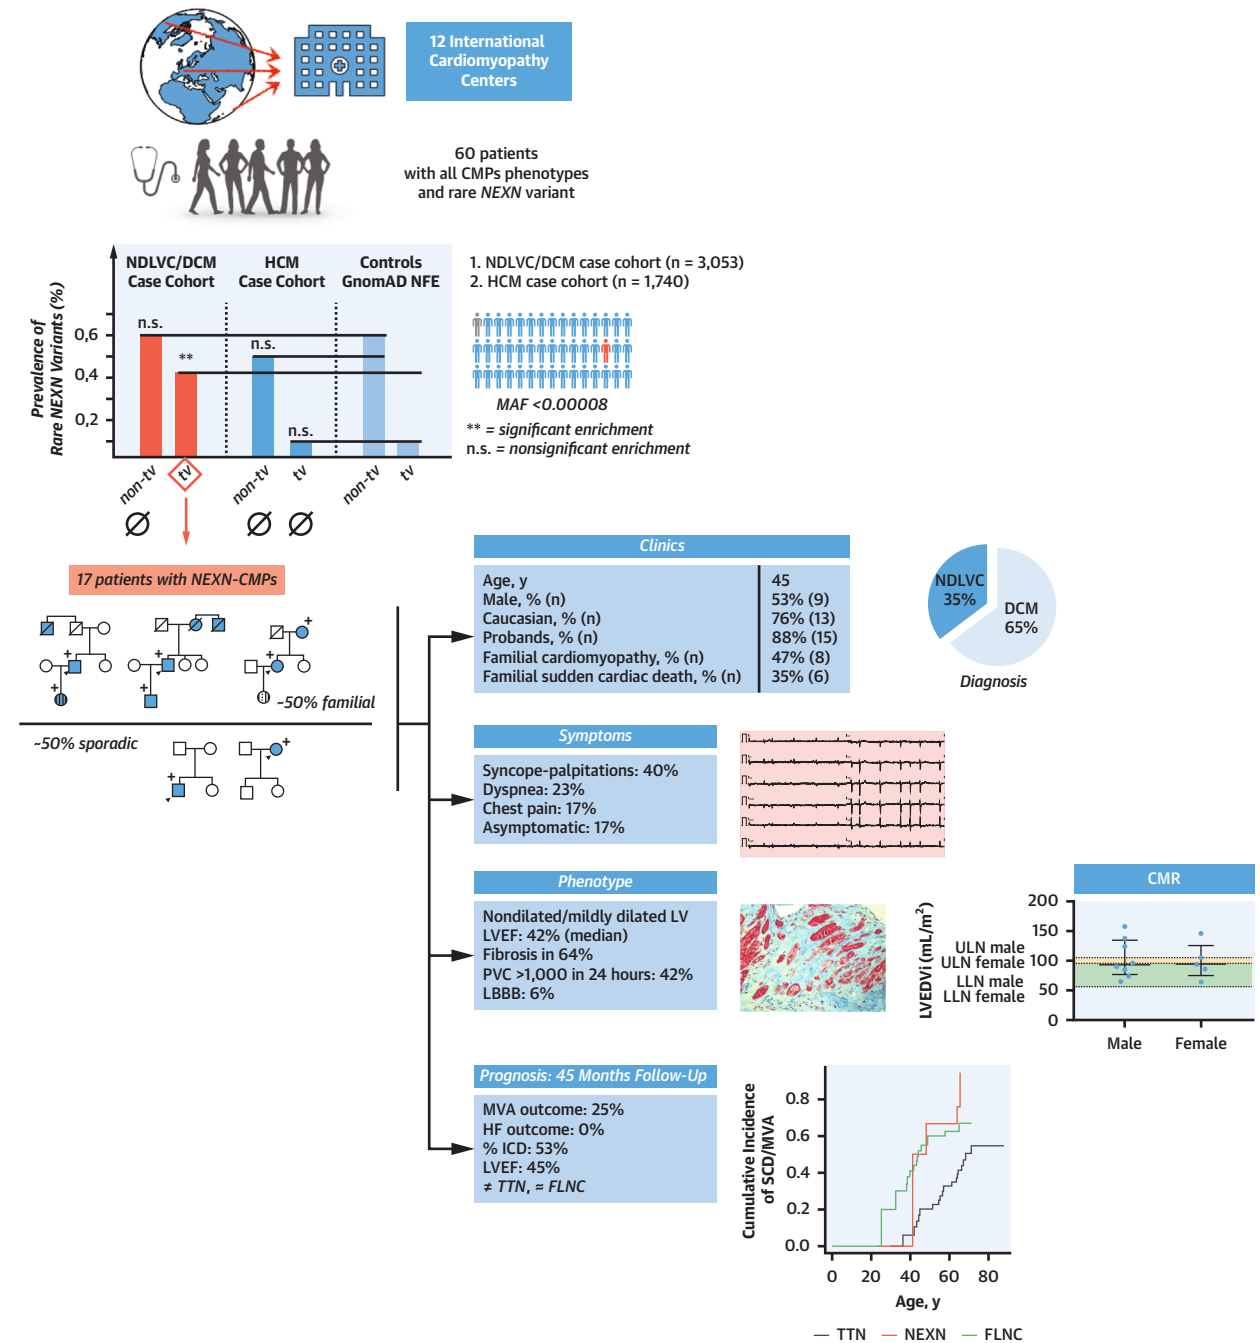 12 International
Cardiomyopathy
Centers
60 patients
with all CMPs phenotypes
and rare NEXN variant
Prevalence of
Rare NEXN Variants (%)
NDLVC/DCM
Case Cohort
HCM
Case Cohort
Controls
GnomAD NFE
0,6
0,4
0,2
n.s.
**
n.s.
n.s.
non-tv
tv
non-tv
tv
non-tv
tv
1. NDLVC/DCM case cohort (n = 3,053)
2. HCM case cohort (n = 1,740)
MAF <0.00008
** = significant enrichment
n.s. = nonsignificant enrichment
17 patients with NEXN-CMPs
+
+
+
+
+
+
~50% familial
~50% sporadic
+
+
Clinics
Age, y 45
Male, % (n) 53% (9)
Caucasian, % (n) 76% (13)
Probands, % (n) 88% (15)
Familial cardiomyopathy, % (n) 47% (8)
Familial sudden cardiac death, % (n) 35% (6)
NDLVC
35%
DCM
65%
Diagnosis
Symptoms
Syncope-palpitations: 40%
Dyspnea: 23%
Chest pain: 17%
Asymptomatic: 17%
Phenotype
Nondilated/mildly dilated LV
LVEF: 42% (median)
Fibrosis in 64%
PVC >1,000 in 24 hours: 42%
LBBB: 6%
CMR
LVEDVi (mL/m²)
200
150
100
50
0
ULN male
ULN female
LLN male
LLN female
Male
Female
Prognosis: 45 Months Follow-Up
MVA outcome: 25%
HF outcome: 0%
% ICD: 53%
LVEF: 45%
≠ TTN, ≈ FLNC
Cumulative Incidence
of SCD/MVA
0.8
0.6
0.4
0.2
0.0
0 20 40 60 80
Age, y
TTN NEXN FLNC